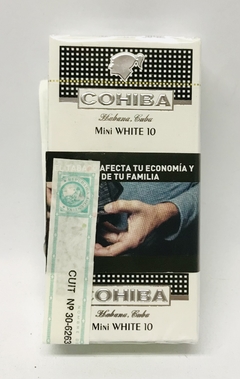 COHIBA
Habana, Cuba
Mini WHITE 10
AFECTA TU ECONOMÍA Y
DE TU FAMILIA
CUIT Nº 30-6263
COHIBA
Habana, Cuba
Mini WHITE 10